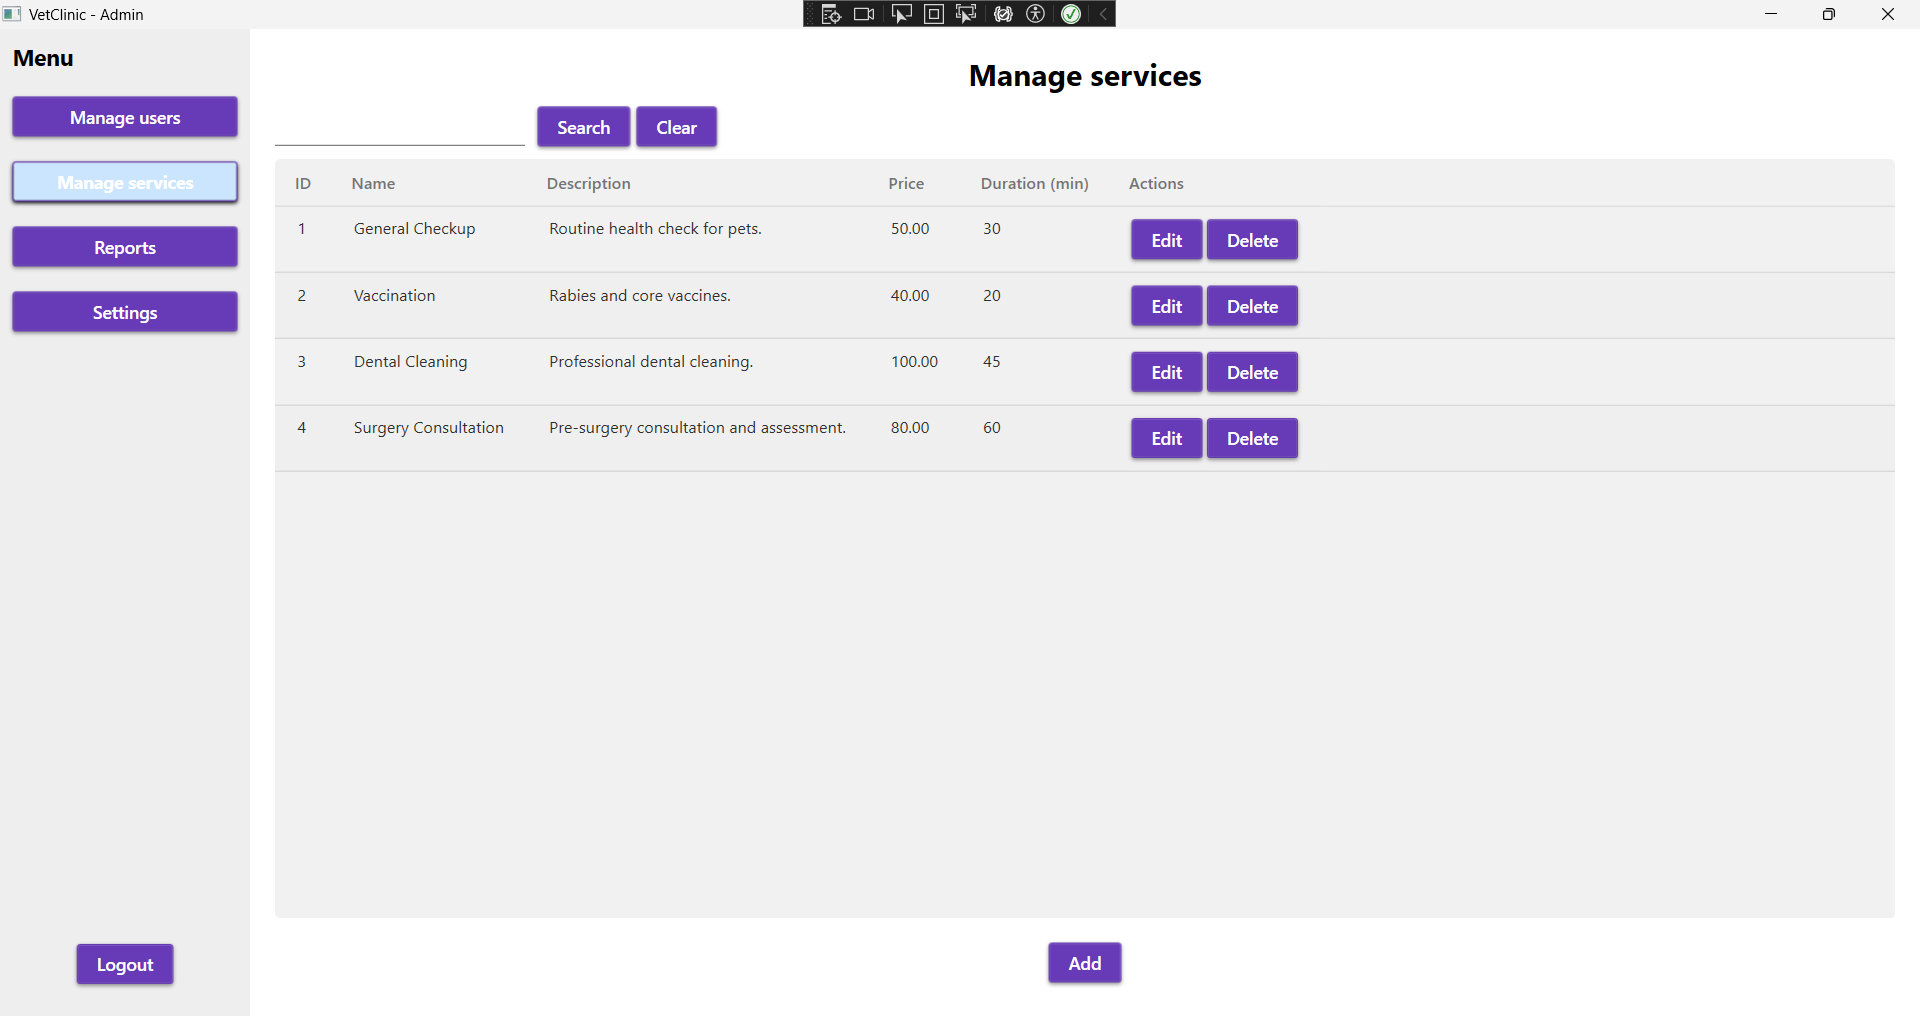 VetClinic - Admin
Menu
Manage users
Manage services
Reports
Settings
Logout
Manage services
Search Clear
ID Name Description Price Duration (min) Actions
1 General Checkup Routine health check for pets. 50.00 30 Edit Delete
2 Vaccination Rabies and core vaccines. 40.00 20 Edit Delete
3 Dental Cleaning Professional dental cleaning. 100.00 45 Edit Delete
4 Surgery Consultation Pre-surgery consultation and assessment. 80.00 60 Edit Delete
Add